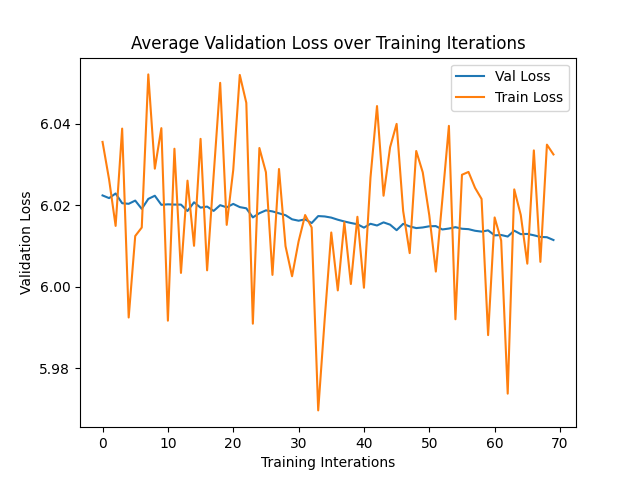 Average Validation Loss over Training Iterations
Val Loss
Train Loss
6.04
6.02
6.00
5.98
Validation Loss
0
10
20
30
40
50
60
70
Training Interations